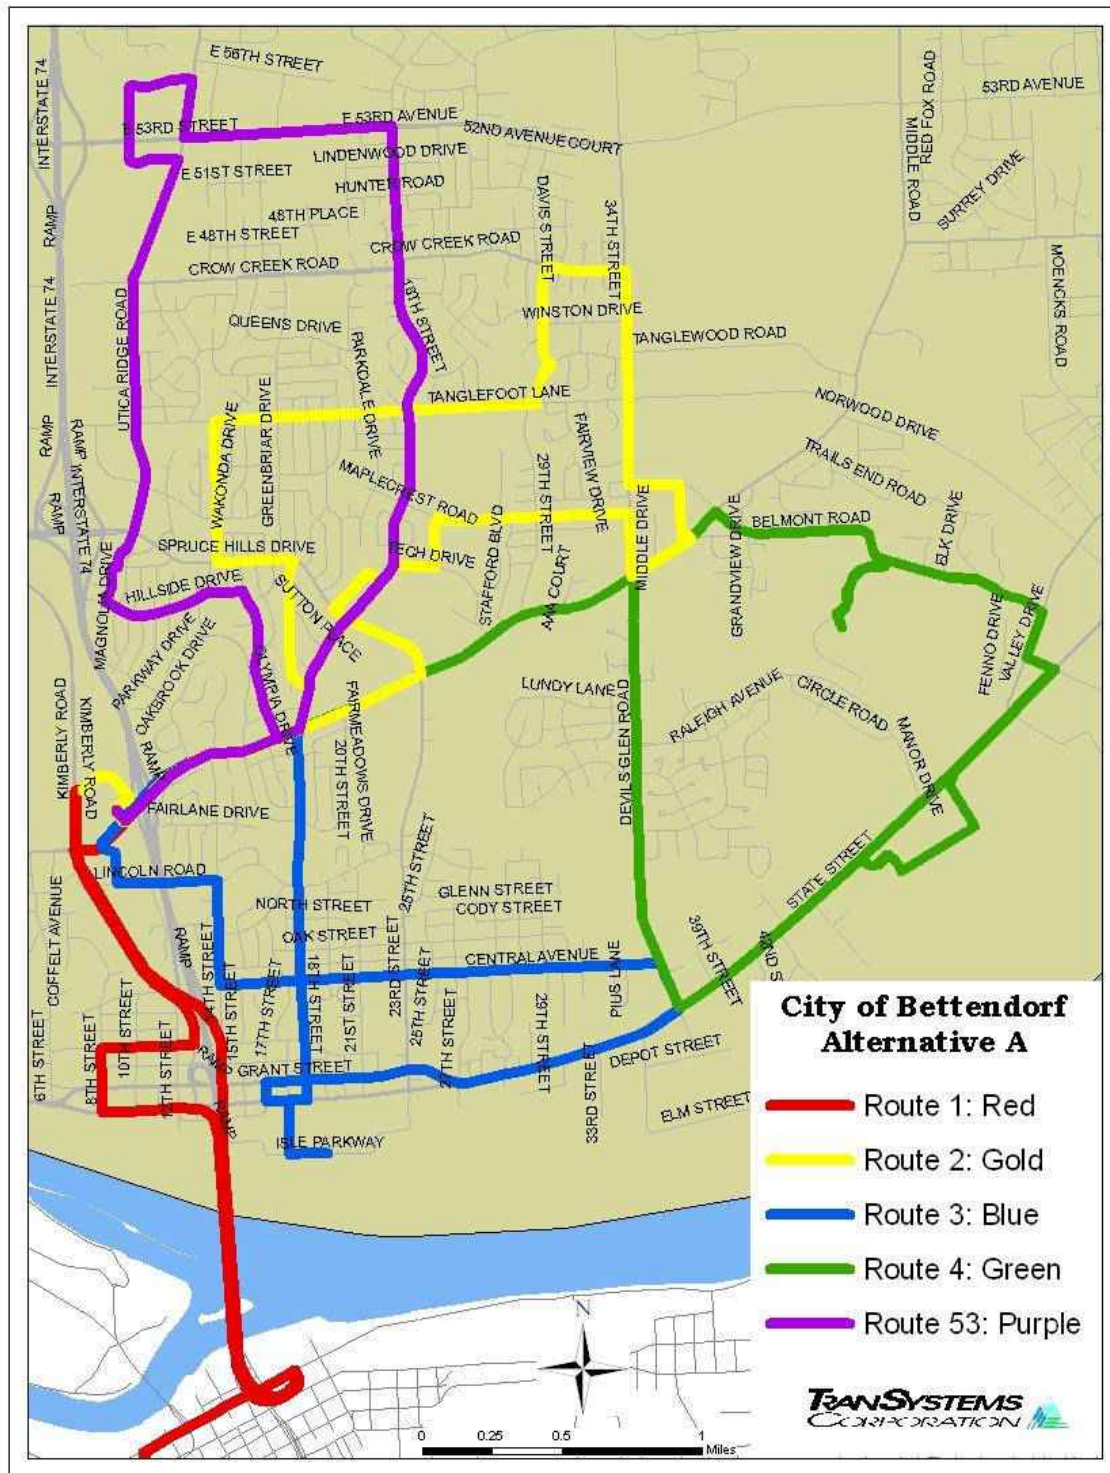 E 56TH STREET
53RD AVENUE
INTERSTATE 74
RED FOX ROAD
MIDDLE ROAD
E 53RD STREET
E 53RD AVENUE
52ND AVENUE COURT
LINDENWOOD DRIVE
E 51ST STREET
HUNTER ROAD
SURREY DRIVE
DAVIS STREET
34TH STREET
48TH PLACE
E 48TH STREET
CROW CREEK ROAD
RAMP
CROW CREEK ROAD
MOENCKS ROAD
INTERSTATE 74
UTICA RIDGE ROAD
18TH STREET
QUEENS DRIVE
WINSTON DRIVE
TANGLEWOOD ROAD
PARKDALE DRIVE
TANGLEFOOT LANE
NORWOOD DRIVE
RAMP
WAKONDA DRIVE
GREENBRIAR DRIVE
FAIRVIEW DRIVE
29TH STREET
TRAILS END ROAD
RAMP INTERSTATE 74
MAPLECREST ROAD
MIDDLE DRIVE
GRANDVIEW DRIVE
BELMONT ROAD
ELK DRIVE
RAMP
STAFFORD BLVD
SPRUCE HILLS DRIVE
TECH DRIVE
AAA COURT
MAGNOLIA DRIVE
HILLSIDE DRIVE
SUTTON PLACE
FENNO DRIVE
VALLEY DRIVE
PARKWAY DRIVE
OAKBROOK DRIVE
OLYMPIA DRIVE
LUNDY LANE
DEVILS GLEN ROAD
RALEIGH AVENUE
CIRCLE ROAD
MANOR DRIVE
KIMBERLY ROAD
KIMBERLY ROAD
RAMP
FAIRMEADOWS DRIVE
20TH STREET
FAIRLANE DRIVE
LINCOLN ROAD
25TH STREET
STATE STREET
GLENN STREET
CODY STREET
NORTH STREET
COFFELT AVENUE
OAK STREET
CENTRAL AVENUE
39TH STREET
42ND S
RAMP
14TH STREET
15TH STREET
17TH STREET
18TH STREET
21ST STREET
23RD STREET
25TH STREET
27TH STREET
29TH STREET
PIUS LANE
6TH STREET
8TH STREET
10TH STREET
12TH STREET
RAMP
GRANT STREET
33RD STREET
DEPOT STREET
ELM STREET
RAMP
ISLE PARKWAY
City of Bettendorf
Alternative A
Route 1: Red
Route 2: Gold
Route 3: Blue
Route 4: Green
Route 53: Purple
N
TRANSYSTEMS
CORPORATION
0 0.25 0.5 1
Miles